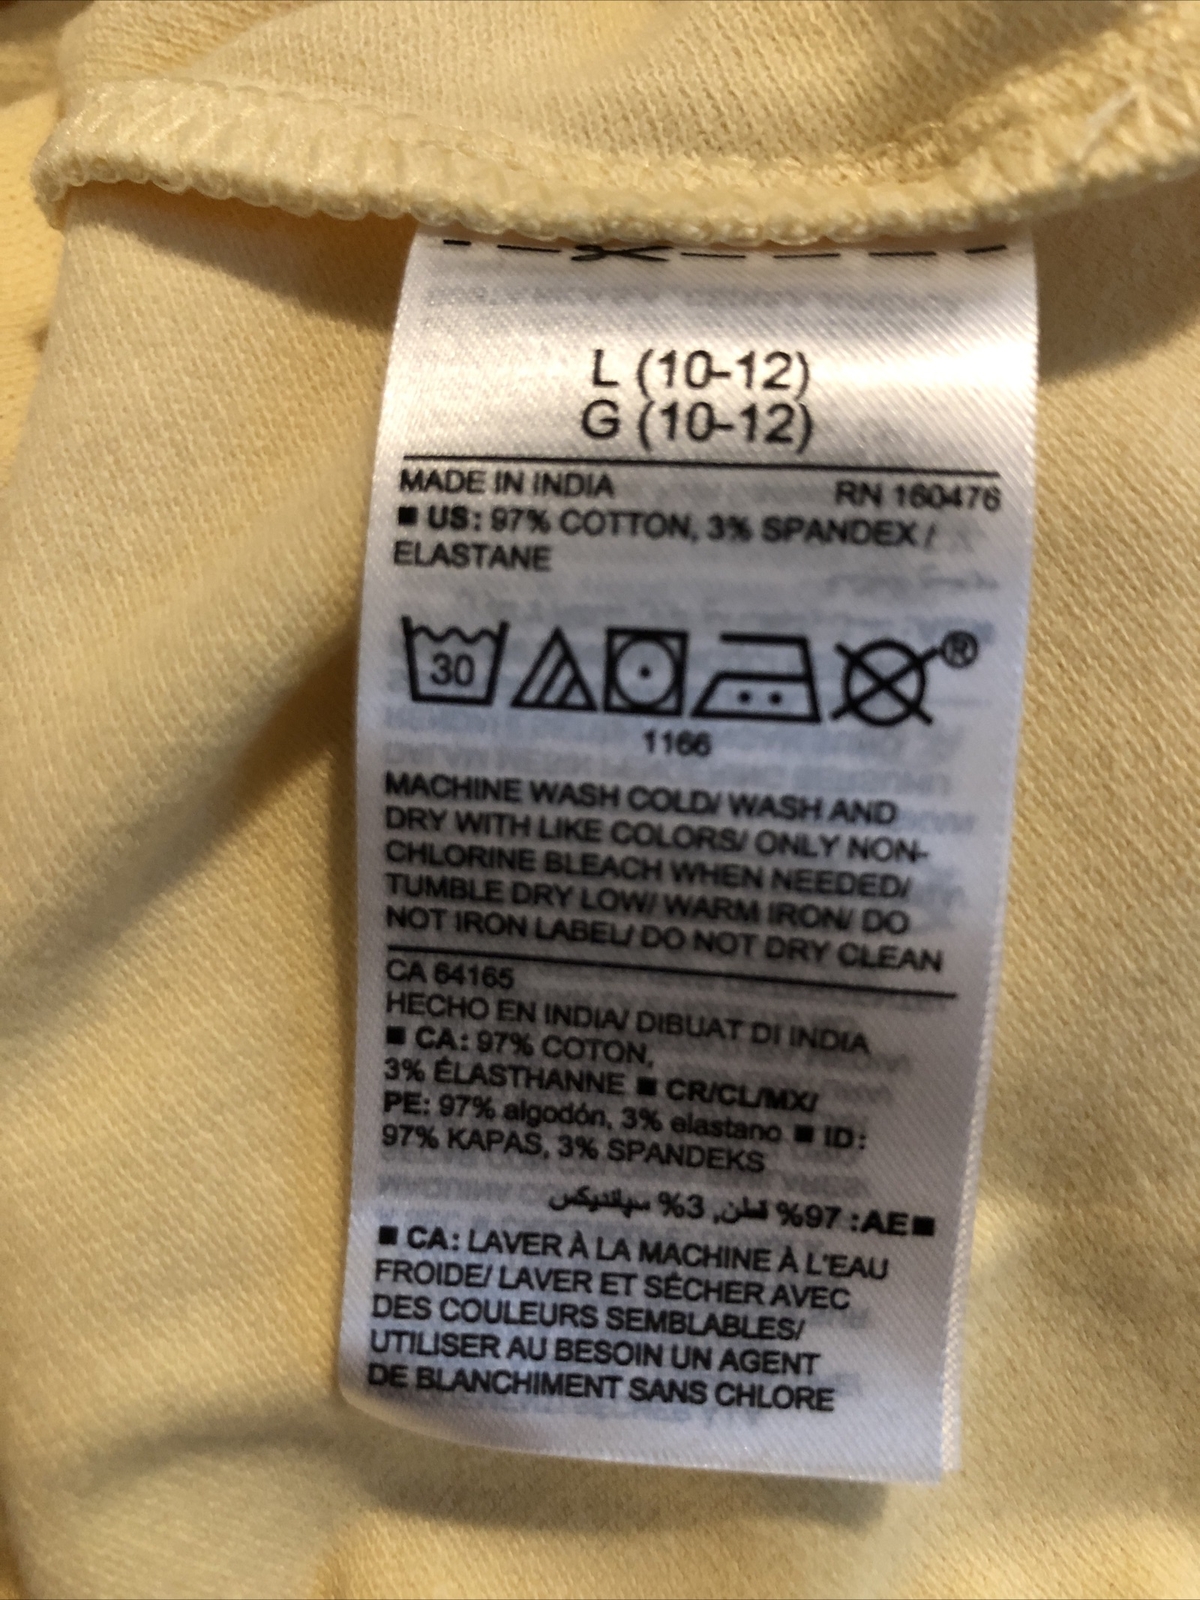 L (10-12)
G (10-12)
MADE IN INDIA RN 160476
■ US: 97% COTTON, 3% SPANDEX /
ELASTANE
30
®
1166
MACHINE WASH COLD/ WASH AND
DRY WITH LIKE COLORS/ ONLY NON-
CHLORINE BLEACH WHEN NEEDED/
TUMBLE DRY LOW/ WARM IRON/ DO
NOT IRON LABEL/ DO NOT DRY CLEAN
CA 64165
HECHO EN INDIA/ DIBUAT DI INDIA
■ CA: 97% COTON,
3% ÉLASTHANNE ■ CR/CL/MX/
PE: 97% algodón, 3% elastano ■ ID:
97% KAPAS, 3% SPANDEKS
■AE: 97% قطن, 3% سپانديكس
■ CA: LAVER À LA MACHINE À L'EAU
FROIDE/ LAVER ET SÉCHER AVEC
DES COULEURS SEMBLABLES/
UTILISER AU BESOIN UN AGENT
DE BLANCHIMENT SANS CHLORE